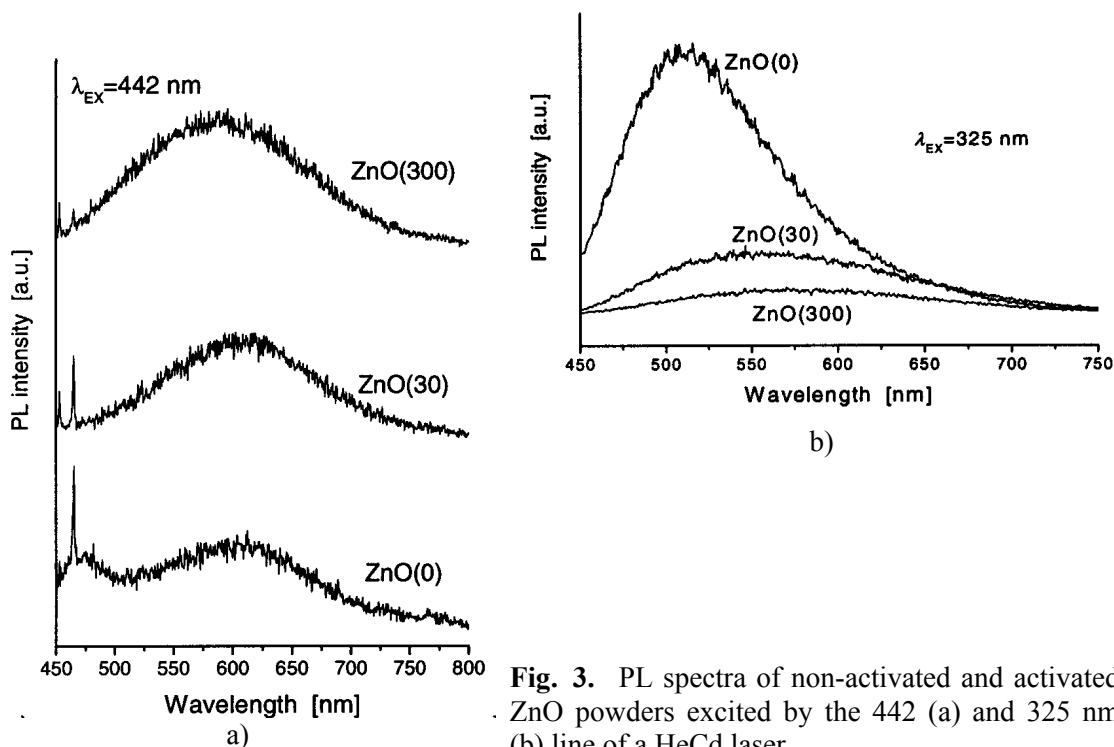 λEX=442 nm
ZnO(300)
ZnO(30)
ZnO(0)
PL intensity [a.u.]
450 500 550 600 650 700 750 800
Wavelength [nm]
a)
ZnO(0)
λEX=325 nm
ZnO(30)
ZnO(300)
PL intensity [a.u.]
450 500 550 600 650 700 750
Wavelength [nm]
b)
Fig. 3. PL spectra of non-activated and activated
ZnO powders excited by the 442 (a) and 325 nm
(b) line of a HeCd laser